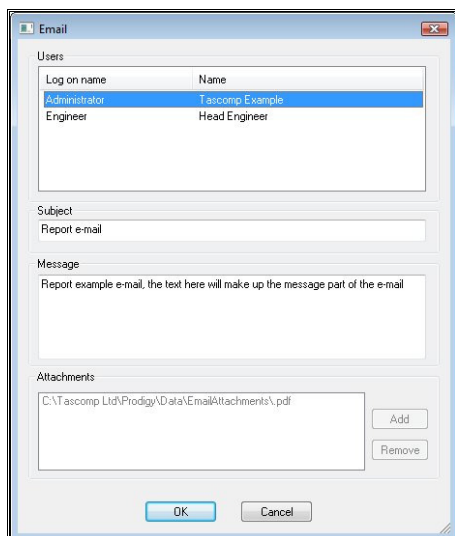 Email
Users
Log on name Name
Administrator Tascomp Example
Engineer Head Engineer
Subject
Report e-mail
Message
Report example e-mail, the text here will make up the message part of the e-mail
Attachments
C:\Tascomp Ltd\Prodigy\Data\EmailAttachments\.pdf
Add
Remove
OK Cancel